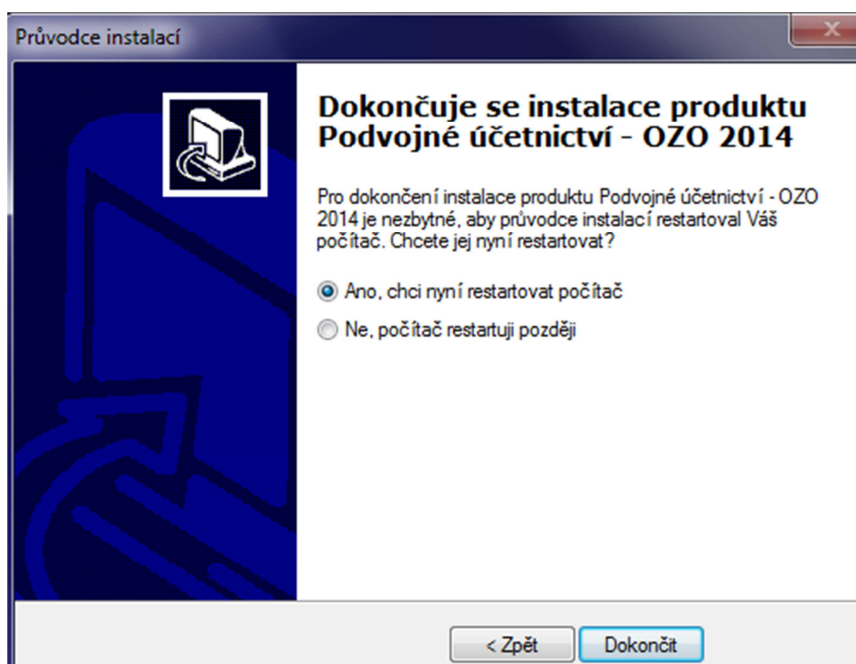 Průvodce instalací
Dokončuje se instalace produktu
Podvojné účetnictví - OZO 2014
Pro dokončení instalace produktu Podvojné účetnictví - OZO
2014 je nezbytné, aby průvodce instalací restartoval Váš
počítač. Chcete jej nyní restartovat?
Ano, chci nyní restartovat počítač
Ne, počítač restartuji později
< Zpět
Dokončit